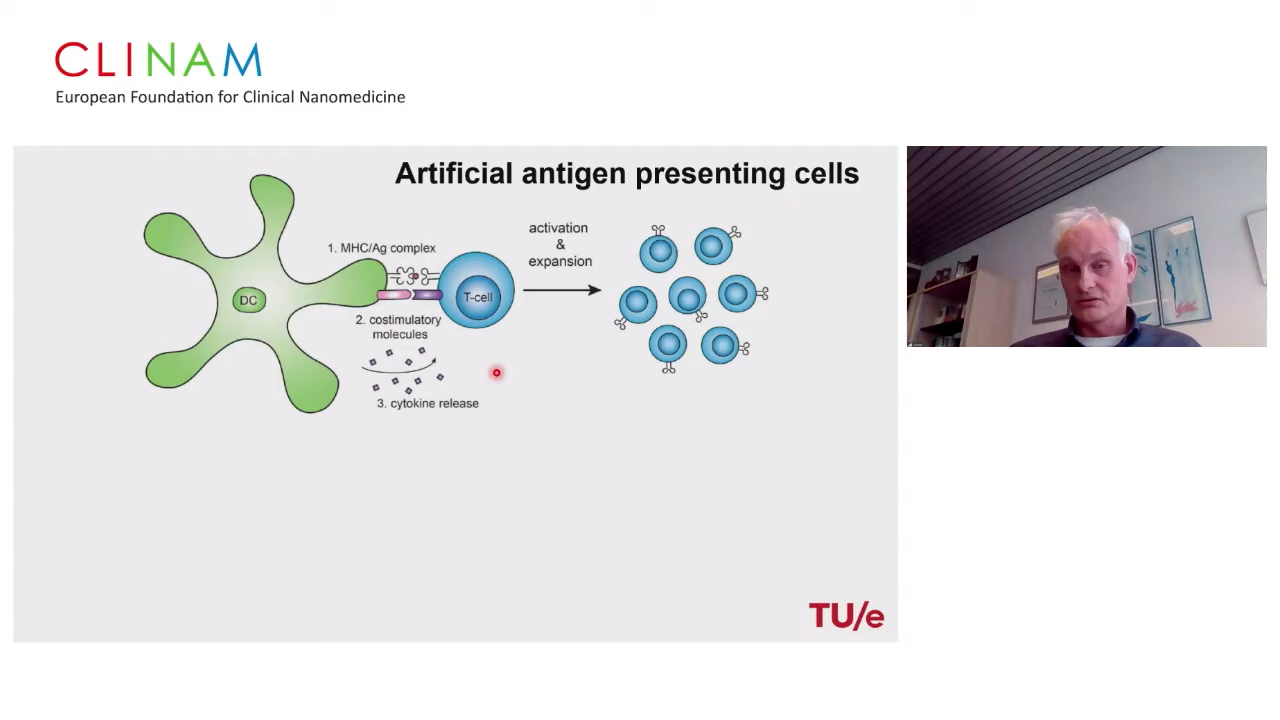 CLINAM
European Foundation for Clinical Nanomedicine
Artificial antigen presenting cells
1. MHC/Ag complex
DC
T-cell
2. costimulatory
molecules
3. cytokine release
activation
&
expansion
TU/e